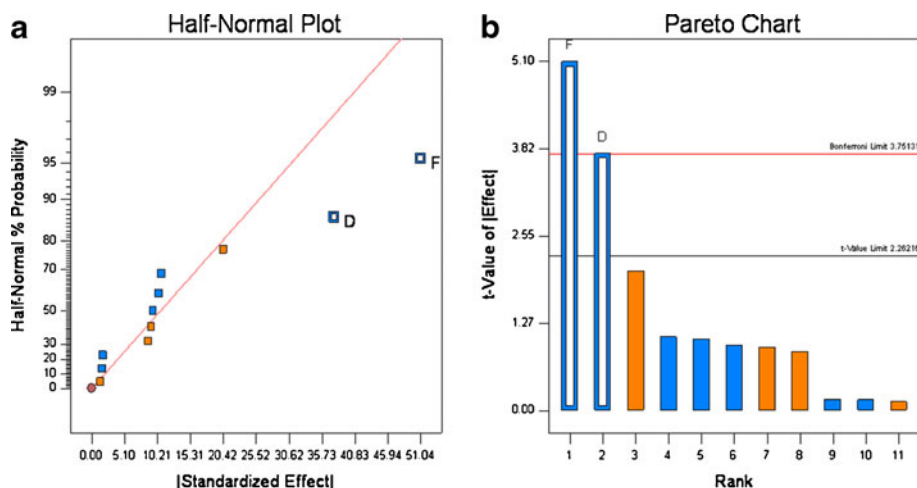 a
Half-Normal Plot
Half-Normal % Probability
99
95
90
80
70
50
30
20
10
0
F
D
0.00 5.10 10.21 15.31 20.42 25.52 30.62 35.73 40.83 45.94 51.04
|Standardized Effect|
b
Pareto Chart
t-Value of |Effect|
5.10
3.82
2.55
1.27
0.00
F
D
Bonferroni Limit 3.75131
t-Value Limit 2.26216
1 2 3 4 5 6 7 8 9 10 11
Rank